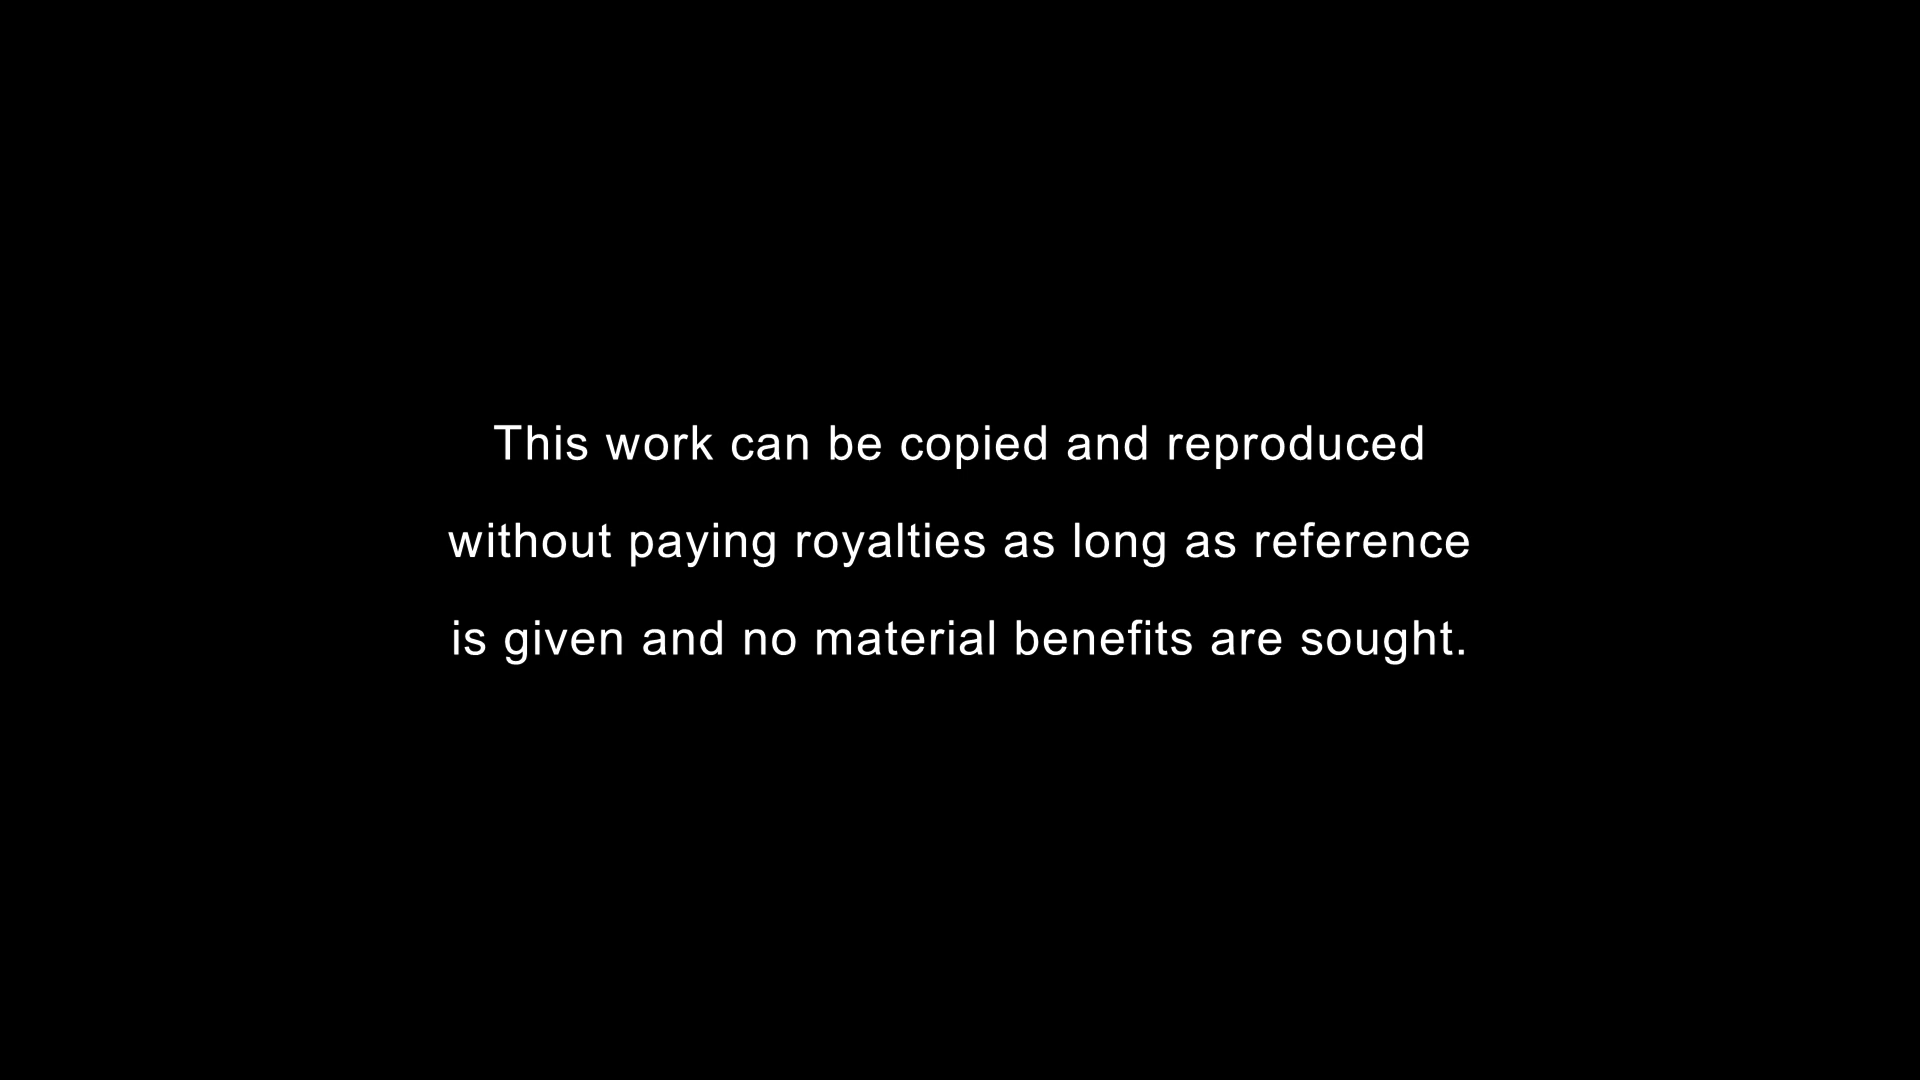 This work can be copied and reproduced
without paying royalties as long as reference
is given and no material benefits are sought.